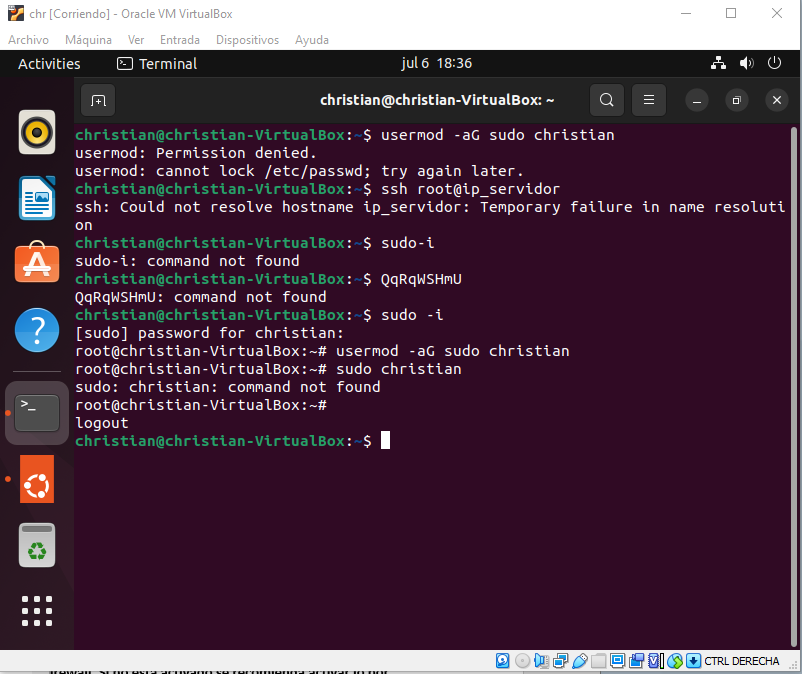 chr [Corriendo] - Oracle VM VirtualBox
Archivo Máquina Ver Entrada Dispositivos Ayuda
Activities Terminal jul 6 18:36
christian@christian-VirtualBox: ~
christian@christian-VirtualBox:~$ usermod -aG sudo christian
usermod: Permission denied.
usermod: cannot lock /etc/passwd; try again later.
christian@christian-VirtualBox:~$ ssh root@ip_servidor
ssh: Could not resolve hostname ip_servidor: Temporary failure in name resoluti
on
christian@christian-VirtualBox:~$ sudo-i
sudo-i: command not found
christian@christian-VirtualBox:~$ QqRqWSHmU
QqRqWSHmU: command not found
christian@christian-VirtualBox:~$ sudo -i
[sudo] password for christian:
root@christian-VirtualBox:~# usermod -aG sudo christian
root@christian-VirtualBox:~# sudo christian
sudo: christian: command not found
root@christian-VirtualBox:~#
logout
christian@christian-VirtualBox:~$
CTRL DERECHA